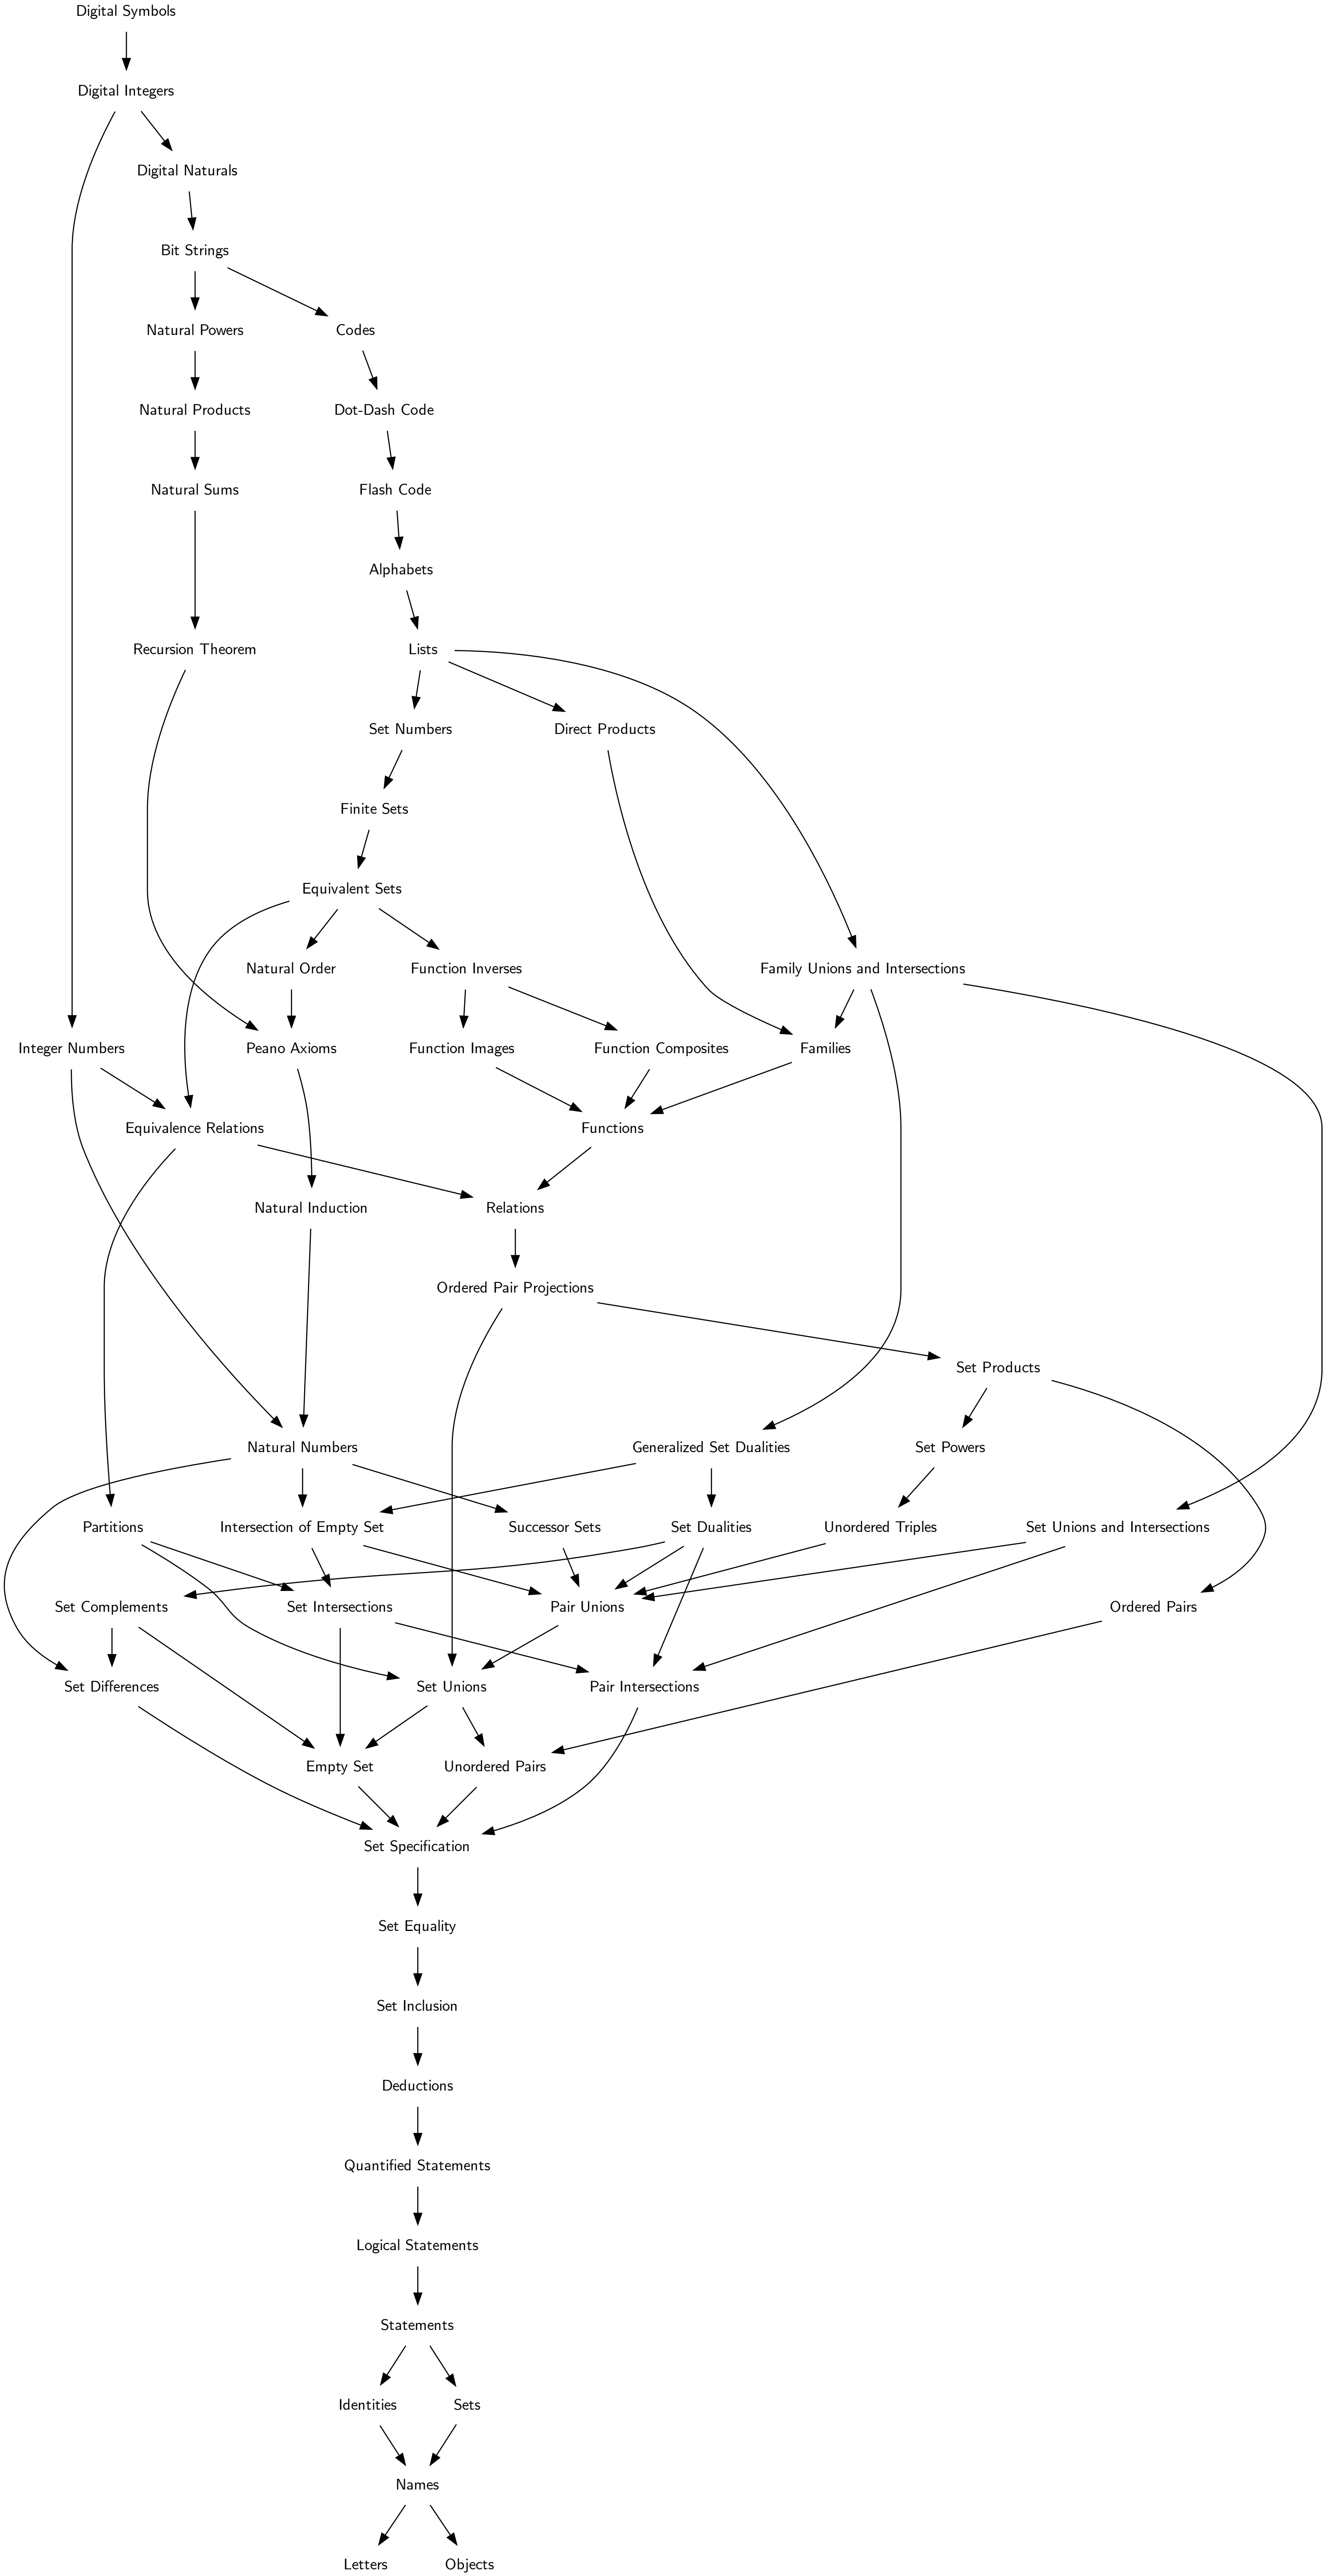 Digital Symbols
Digital Integers
Digital Naturals
Bit Strings
Natural Powers
Codes
Natural Products
Dot-Dash Code
Natural Sums
Flash Code
Alphabets
Recursion Theorem
Lists
Set Numbers
Direct Products
Finite Sets
Equivalent Sets
Natural Order
Function Inverses
Family Unions and Intersections
Integer Numbers
Peano Axioms
Function Images
Function Composites
Families
Equivalence Relations
Functions
Natural Induction
Relations
Ordered Pair Projections
Set Products
Natural Numbers
Generalized Set Dualities
Set Powers
Partitions
Intersection of Empty Set
Successor Sets
Set Dualities
Unordered Triples
Set Unions and Intersections
Set Complements
Set Intersections
Pair Unions
Ordered Pairs
Set Differences
Set Unions
Pair Intersections
Empty Set
Unordered Pairs
Set Specification
Set Equality
Set Inclusion
Deductions
Quantified Statements
Logical Statements
Statements
Identities
Sets
Names
Letters
Objects